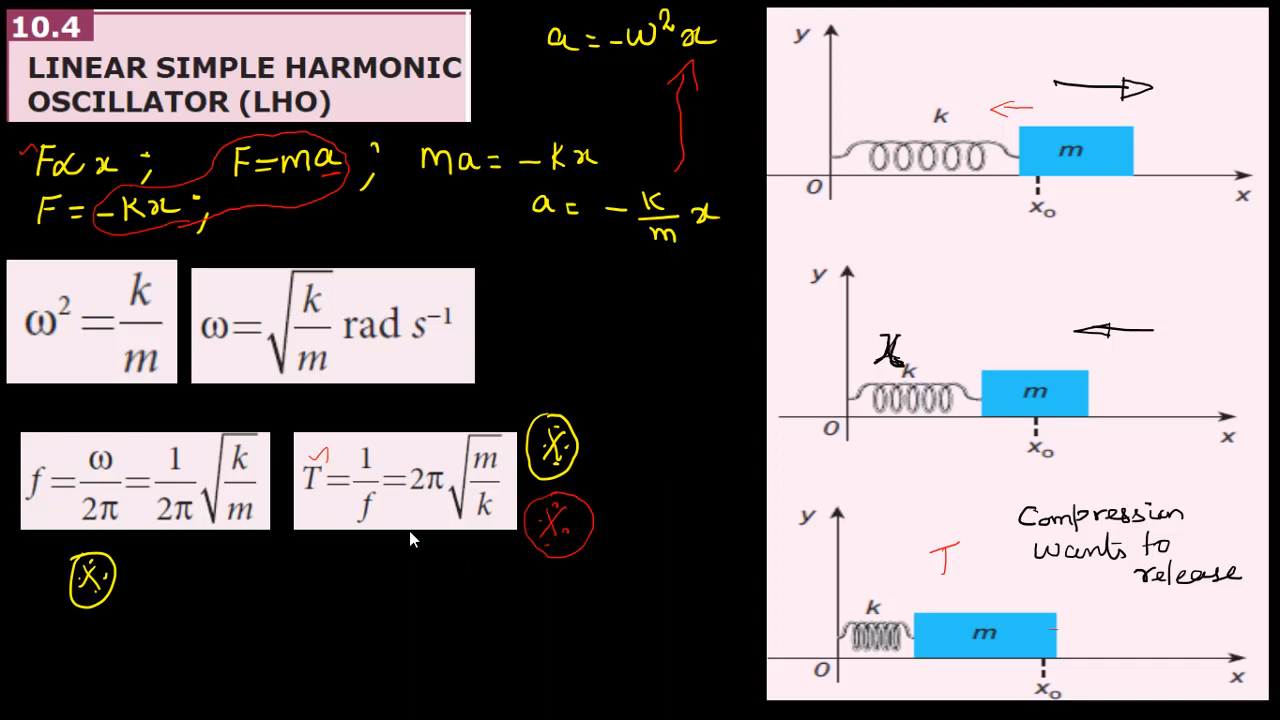 10.4
LINEAR SIMPLE HARMONIC
OSCILLATOR (LHO)
a = -ω²x
F∝x ; F=ma ; ma = -Kx
F = -Kx ; a = - K/m x
ω² = k/m
ω = √(k/m) rad s⁻¹
f = ω/2π = 1/2π √(k/m)
T = 1/f = 2π √(m/k)
y
k
m
O
x₀
x
y
k
m
O
x₀
x
y
Compression
wants to
release
T
k
m
O
x₀
x